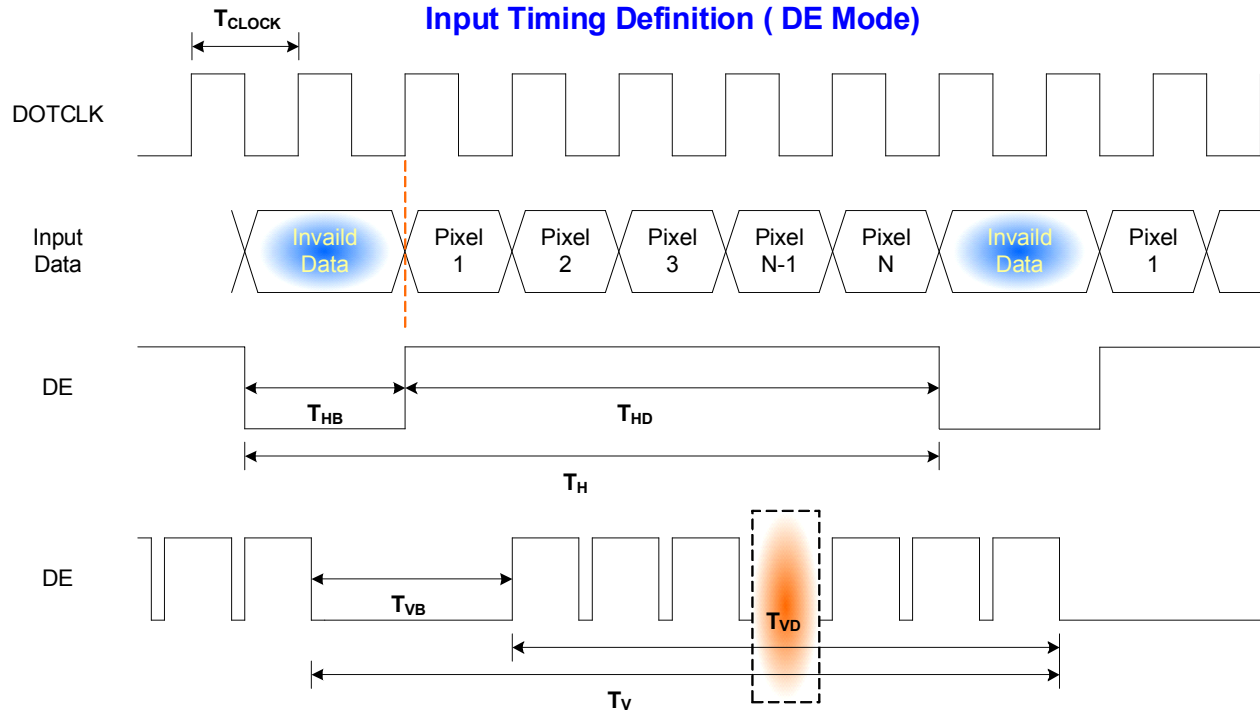 Input Timing Definition ( DE Mode)
TCLOCK
DOTCLK
Input
Data
Invaild
Data
Pixel
1
Pixel
2
Pixel
3
Pixel
N-1
Pixel
N
Invaild
Data
Pixel
1
DE
THB
THD
TH
DE
TVB
TVD
TV